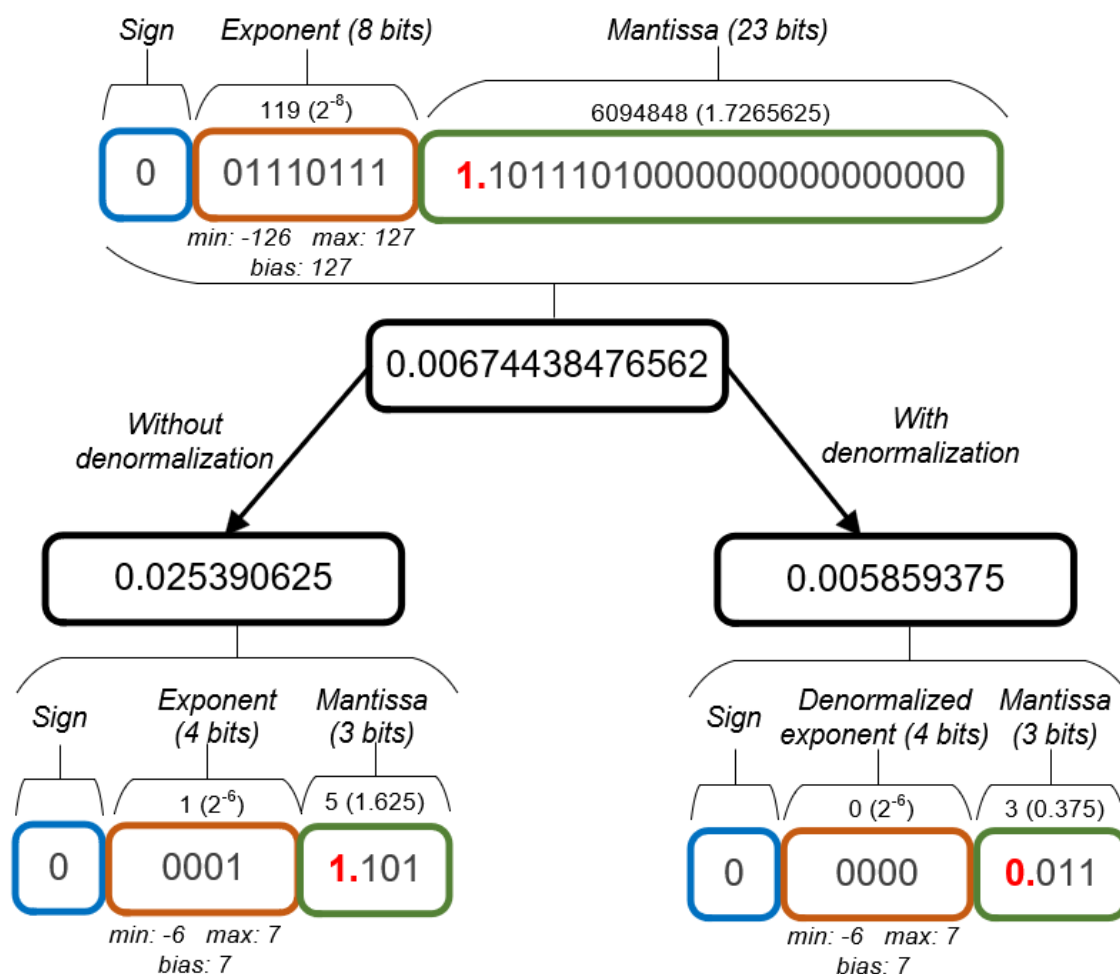 Sign Exponent (8 bits) Mantissa (23 bits)
119 (2⁻⁸) 6094848 (1.7265625)
0 01110111 1.10111010000000000000000
min: -126 max: 127
bias: 127
0.00674438476562
Without
denormalization
With
denormalization
0.025390625 0.005859375
Sign
Exponent
(4 bits)
Mantissa
(3 bits)
1 (2⁻⁶) 5 (1.625)
0 0001 1.101
min: -6 max: 7
bias: 7
Sign
Denormalized
exponent (4 bits)
Mantissa
(3 bits)
0 (2⁻⁶) 3 (0.375)
0 0000 0.011
min: -6 max: 7
bias: 7